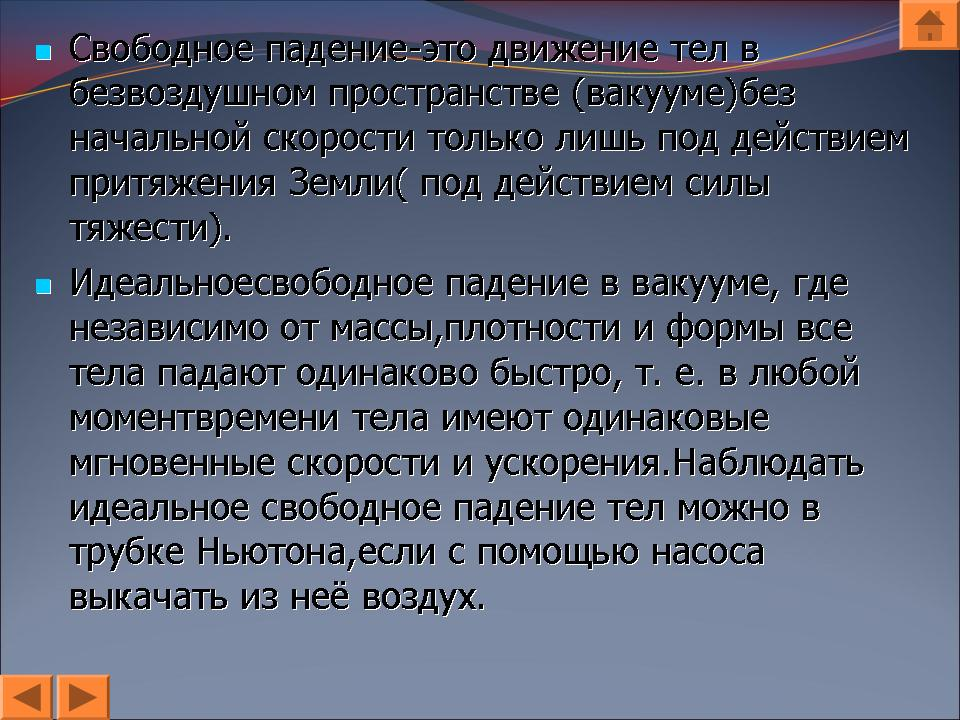 Свободное падение-это движение тел в
безвоздушном пространстве (вакууме)без
начальной скорости только лишь под действием
притяжения Земли( под действием силы
тяжести).
Идеальноесвободное падение в вакууме, где
независимо от массы,плотности и формы все
тела падают одинаково быстро, т. е. в любой
моментвремени тела имеют одинаковые
мгновенные скорости и ускорения.Наблюдать
идеальное свободное падение тел можно в
трубке Ньютона,если с помощью насоса
выкачать из неё воздух.